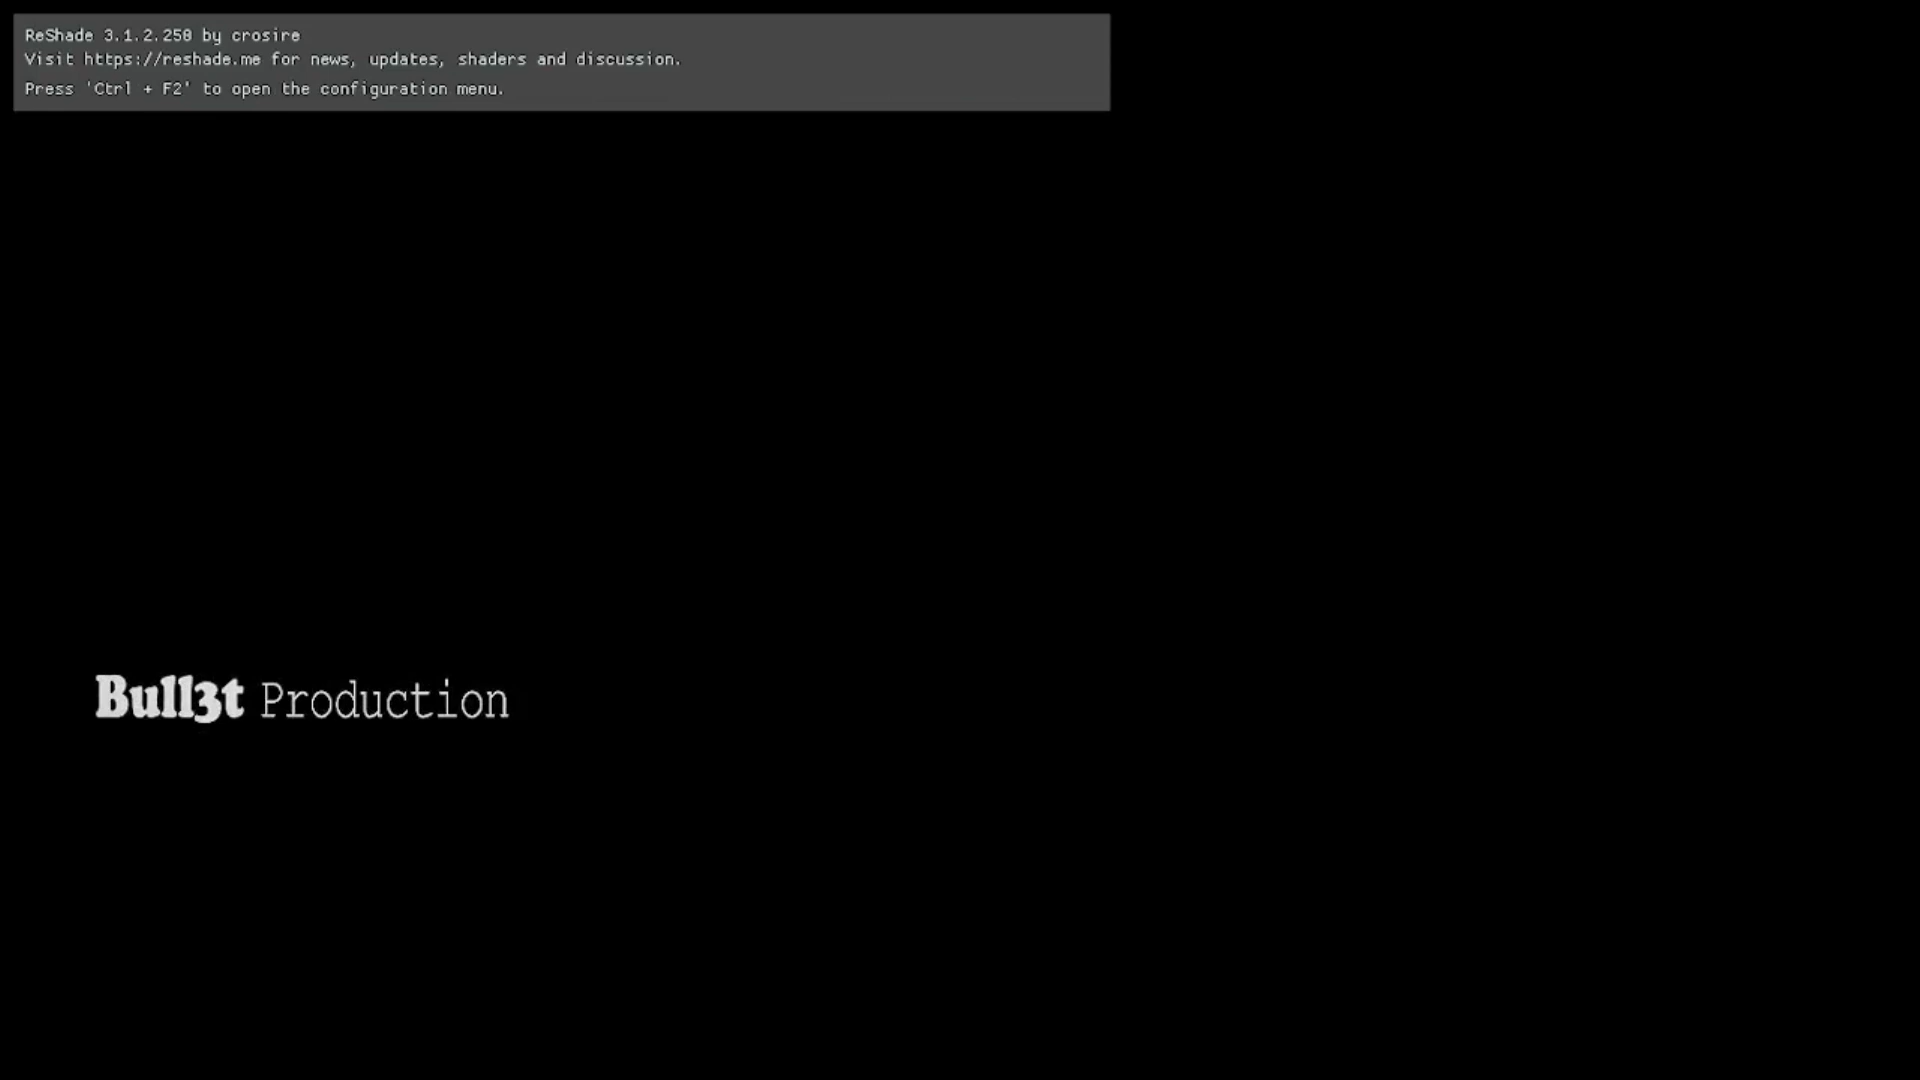 ReShade 3.1.2.250 by crosire
Visit https://reshade.me for news, updates, shaders and discussion.
Press 'Ctrl + F2' to open the configuration menu.
Bull3t Production